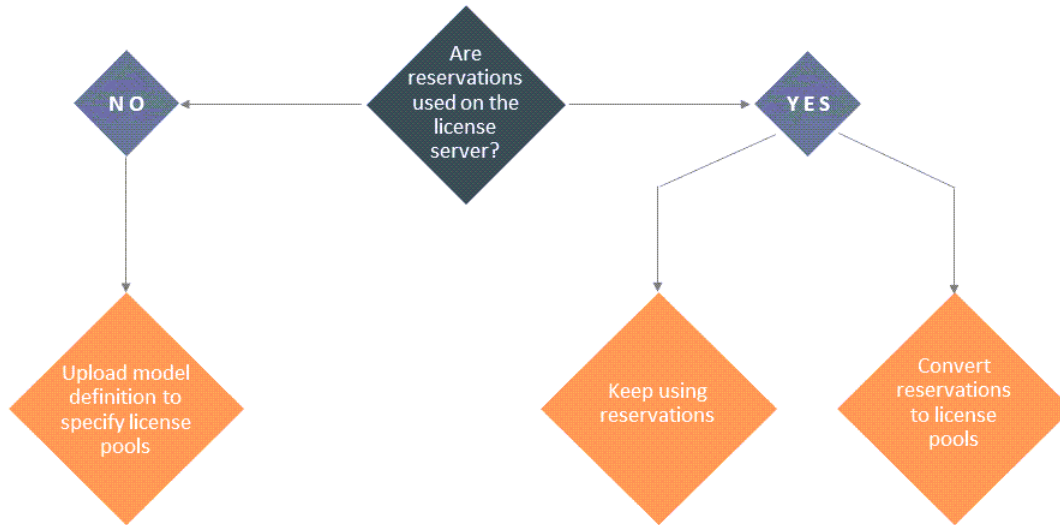 Are
reservations
used on the
license
server?
N O
Y E S
Upload model
definition to
specify license
pools
Keep using
reservations
Convert
reservations
to license
pools